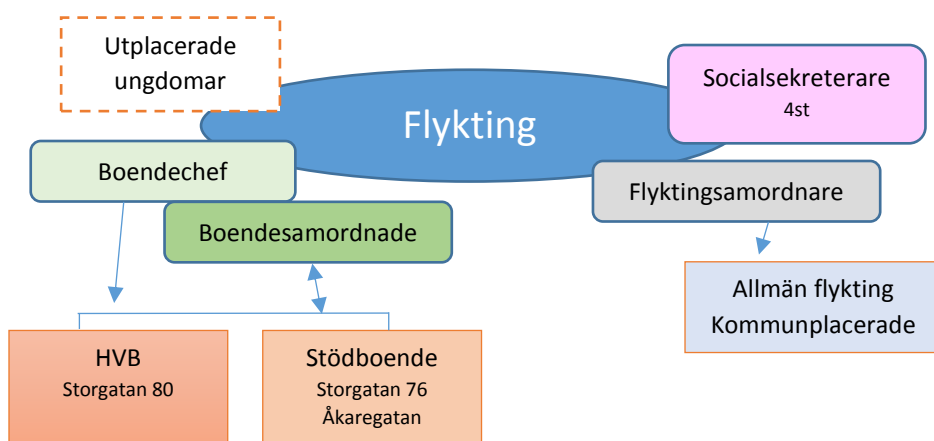 Utplacerade
ungdomar
Flykting
Socialsekreterare
4st
Boendechef
Flyktingsamordnare
Boendesamordnade
Allmän flykting
Kommunplacerade
HVB
Storgatan 80
Stödboende
Storgatan 76
Åkaregatan